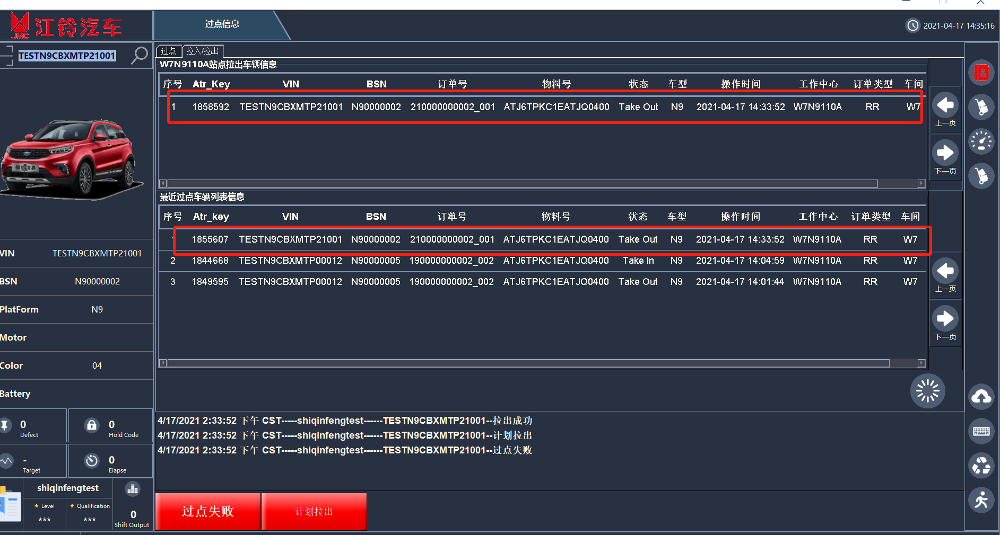 JMC 江铃汽车
过点信息
2021-04-17 14:35:16
TESTN9CBXMTP21001
过点 拉入/拉出
W7N9110A站点拉出车辆信息
序号 Atr_Key VIN BSN 订单号 物料号 状态 车型 操作时间 工作中心 订单类型 车间
1 1858592 TESTN9CBXMTP21001 N90000002 210000000002_001 ATJ6TPKC1EATJQ0400 Take Out N9 2021-04-17 14:33:52 W7N9110A RR W7
上一页
下一页
最近过点车辆列表信息
序号 Atr_key VIN BSN 订单号 物料号 状态 车型 操作时间 工作中心 订单类型 车间
1855607 TESTN9CBXMTP21001 N90000002 210000000002_001 ATJ6TPKC1EATJQ0400 Take Out N9 2021-04-17 14:33:52 W7N9110A RR W7
2 1844668 TESTN9CBXMTP00012 N90000005 190000000002_002 ATJ6TPKC1EATJQ0400 Take In N9 2021-04-17 14:04:59 W7N9110A RR W7
3 1849595 TESTN9CBXMTP00012 N90000005 190000000002_002 ATJ6TPKC1EATJQ0400 Take Out N9 2021-04-17 14:01:44 W7N9110A RR W7
上一页
下一页
VIN TESTN9CBXMTP21001
BSN N90000002
PlatForm N9
Motor
Color 04
Battery
0 Defect
0 Hold Code
- Target
0 Elapse
shiqinfengtest
Level
***
Qualification
***
0
Shift Output
4/17/2021 2:33:52 下午 CST-----shiqinfengtest------TESTN9CBXMTP21001--拉出成功
4/17/2021 2:33:52 下午 CST-----shiqinfengtest------TESTN9CBXMTP21001--计划拉出
4/17/2021 2:33:52 下午 CST-----shiqinfengtest------TESTN9CBXMTP21001--过点失败
过点失败
计划拉出